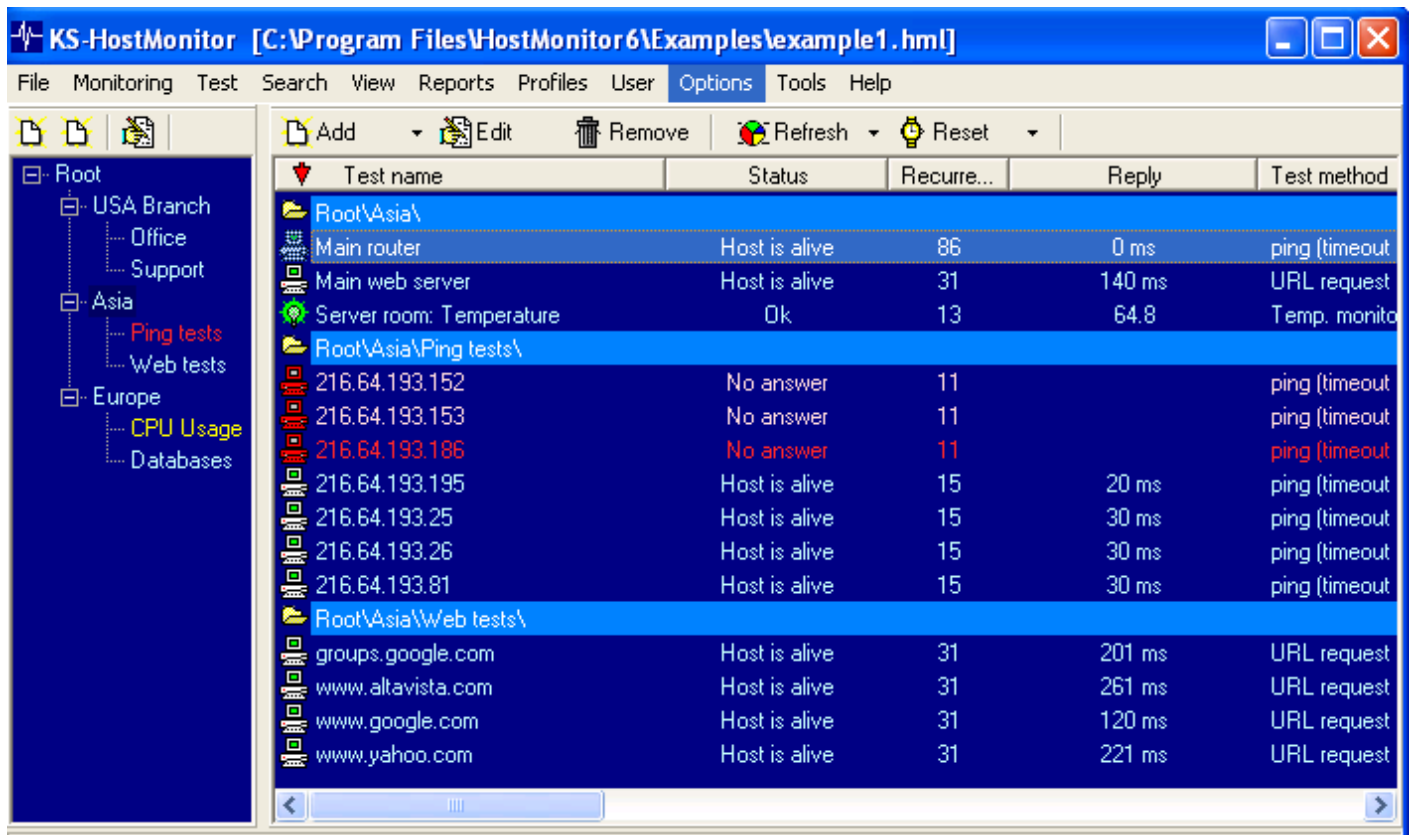 KS-HostMonitor [C:\Program Files\HostMonitor6\Examples\example1.hml]
File Monitoring Test Search View Reports Profiles User Options Tools Help
Add Edit Remove Refresh Reset
Root
USA Branch
Office
Support
Asia
Ping tests
Web tests
Europe
CPU Usage
Databases
Test name Status Recurre... Reply Test method
Root\Asia\
Main router Host is alive 86 0 ms ping (timeout
Main web server Host is alive 31 140 ms URL request
Server room: Temperature Ok 13 64.8 Temp. monito
Root\Asia\Ping tests\
216.64.193.152 No answer 11 ping (timeout
216.64.193.153 No answer 11 ping (timeout
216.64.193.186 No answer 11 ping (timeout
216.64.193.195 Host is alive 15 20 ms ping (timeout
216.64.193.25 Host is alive 15 30 ms ping (timeout
216.64.193.26 Host is alive 15 30 ms ping (timeout
216.64.193.81 Host is alive 15 30 ms ping (timeout
Root\Asia\Web tests\
groups.google.com Host is alive 31 201 ms URL request
www.altavista.com Host is alive 31 261 ms URL request
www.google.com Host is alive 31 120 ms URL request
www.yahoo.com Host is alive 31 221 ms URL request